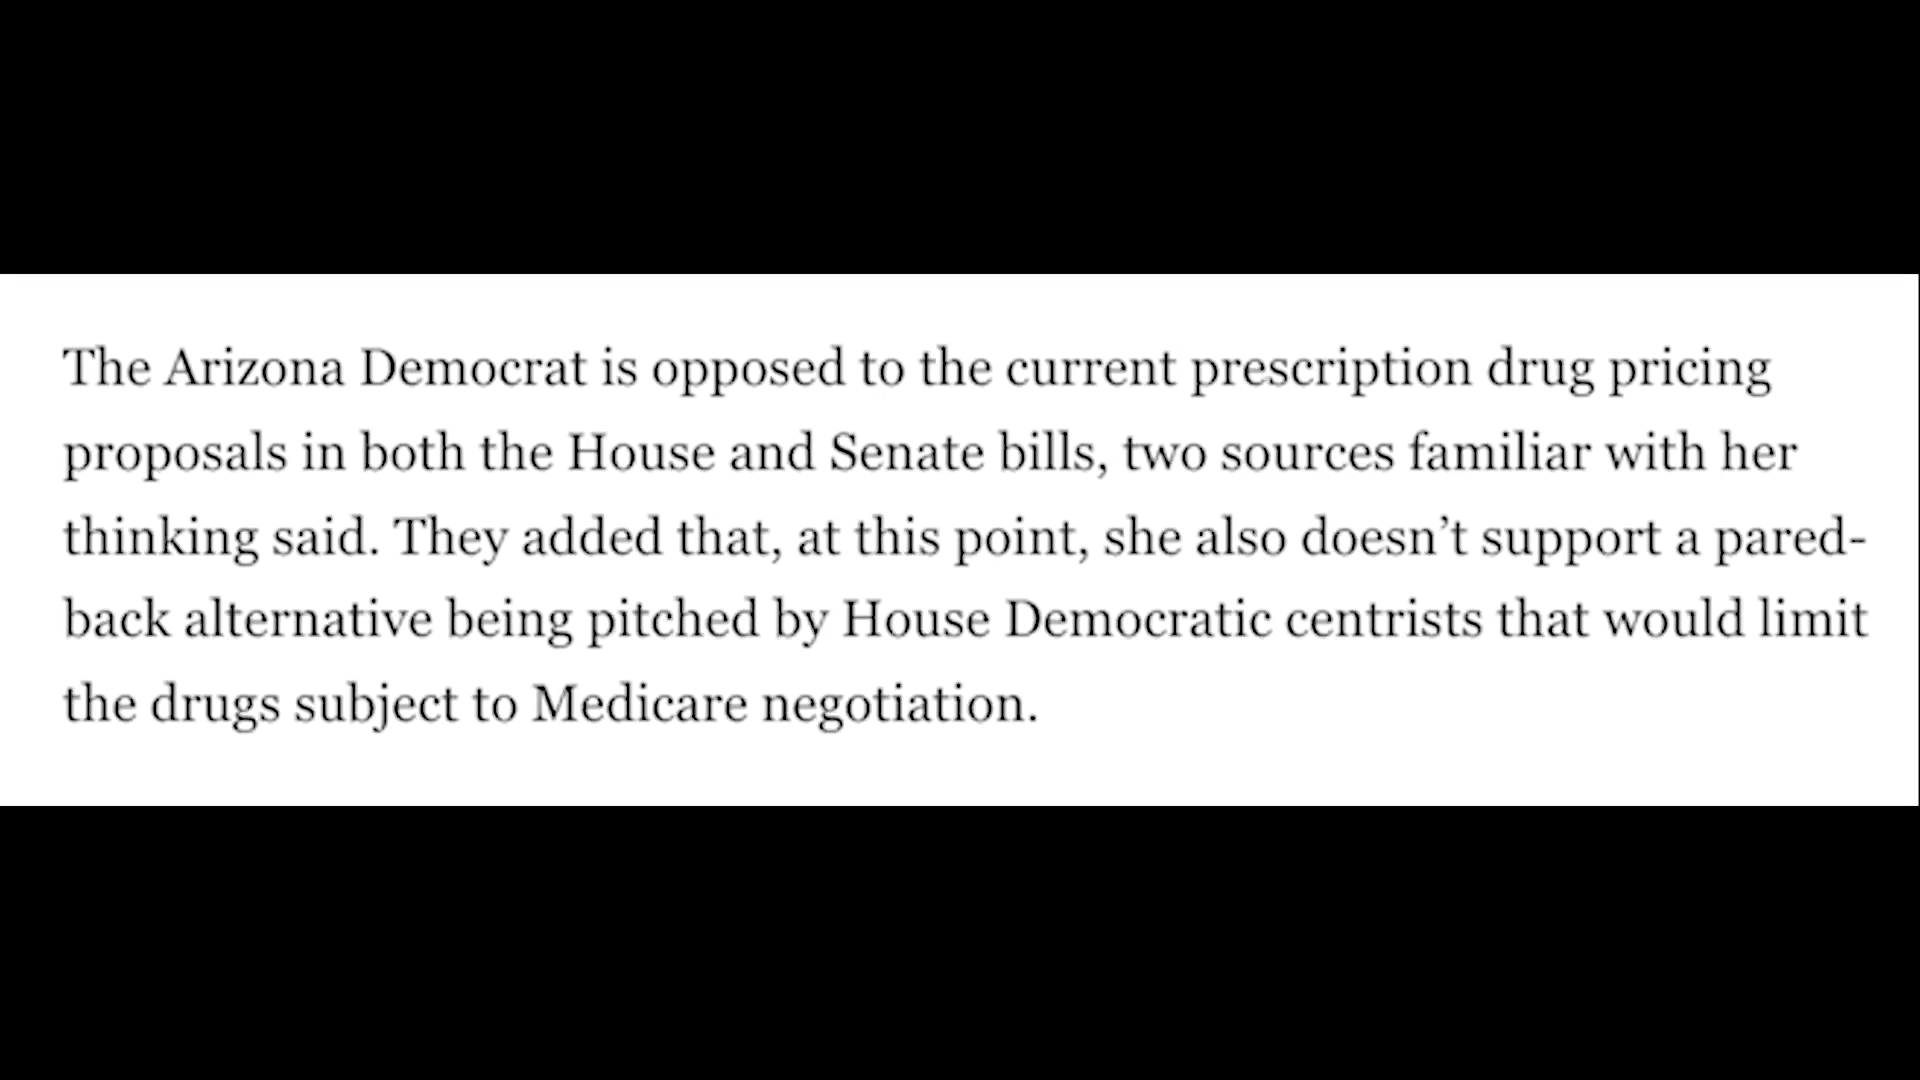 The Arizona Democrat is opposed to the current prescription drug pricing
proposals in both the House and Senate bills, two sources familiar with her
thinking said. They added that, at this point, she also doesn’t support a pared-
back alternative being pitched by House Democratic centrists that would limit
the drugs subject to Medicare negotiation.